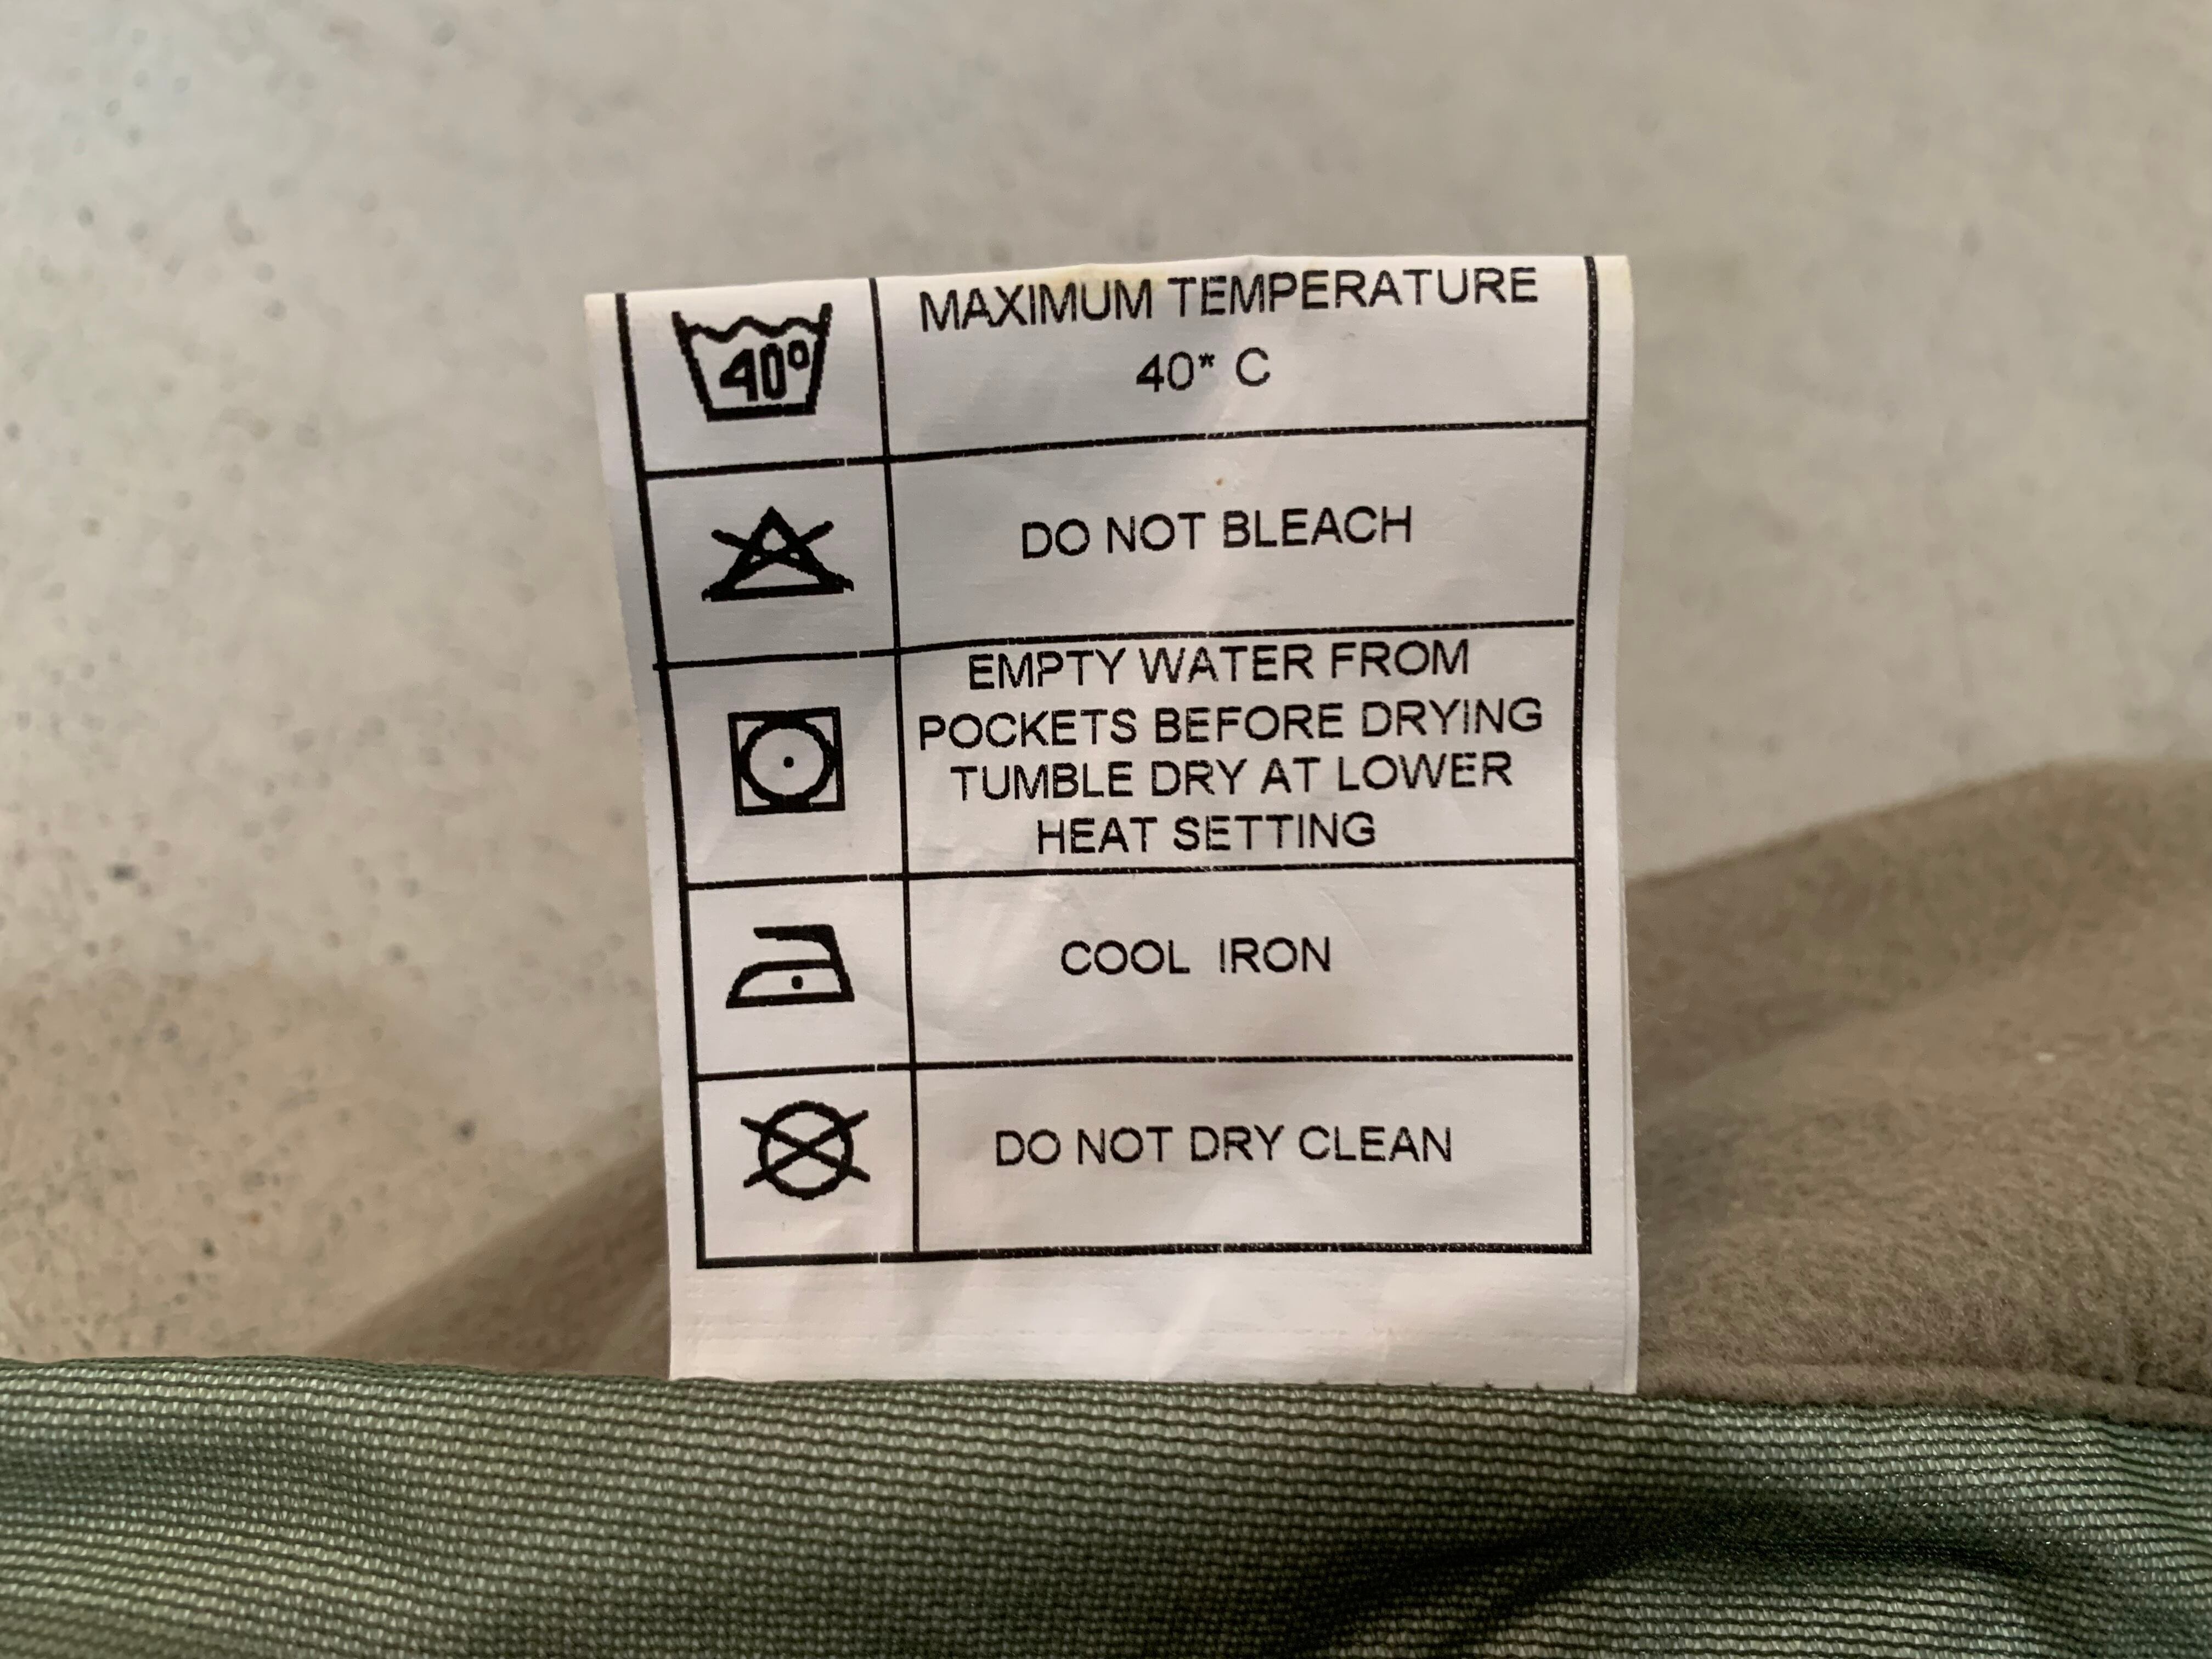 40°
MAXIMUM TEMPERATURE
40* C
DO NOT BLEACH
EMPTY WATER FROM
POCKETS BEFORE DRYING
TUMBLE DRY AT LOWER
HEAT SETTING
COOL IRON
DO NOT DRY CLEAN